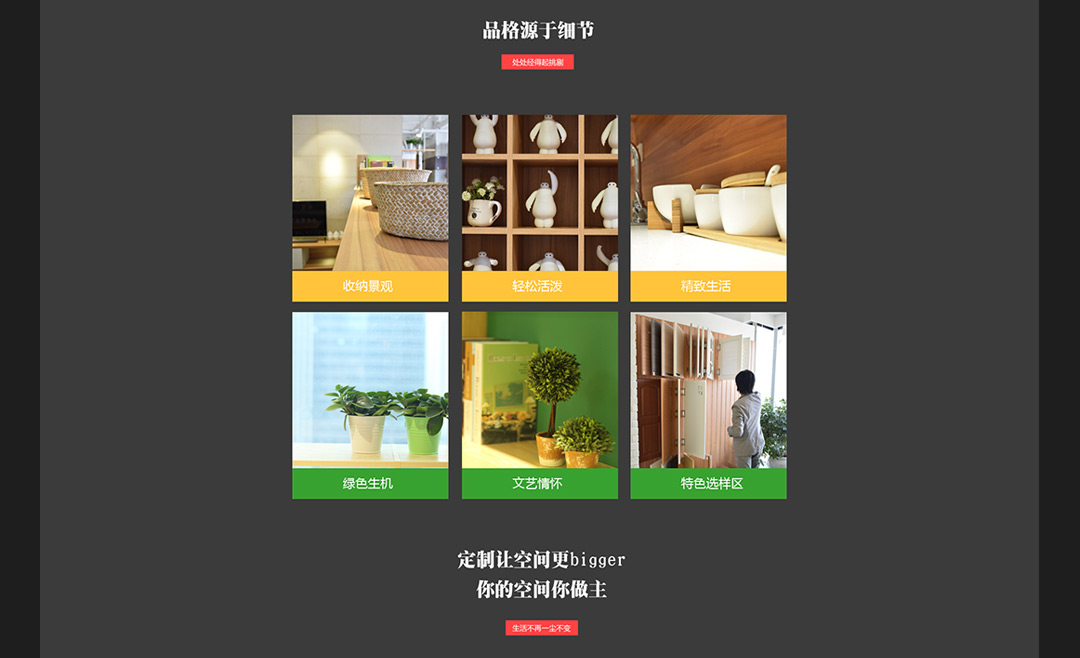 品格源于细节
处处经得起挑剔
收纳景观
轻松活泼
精致生活
绿色生机
文艺情怀
特色选样区
定制让空间更bigger
你的空间你做主
生活不再一尘不变